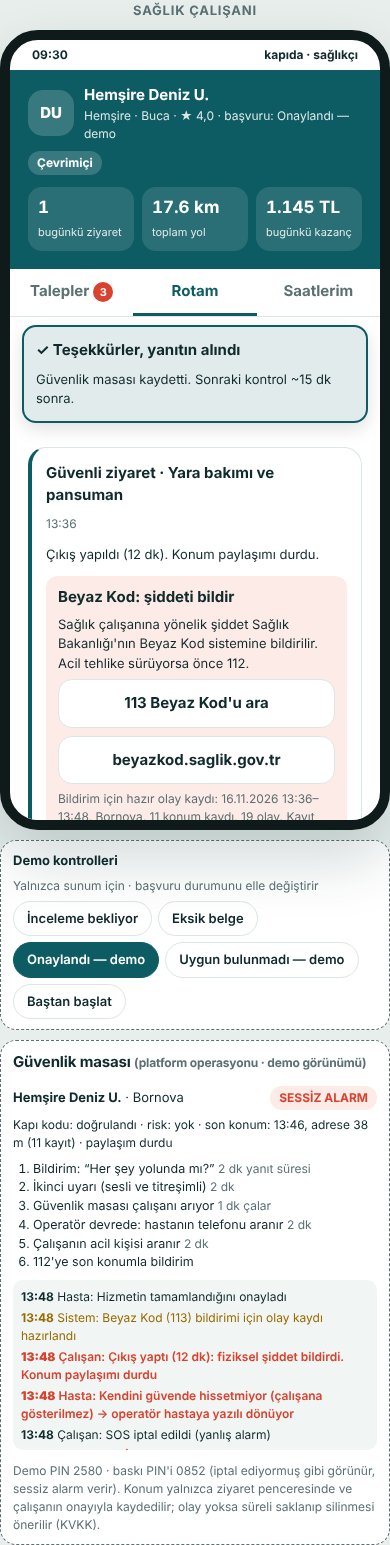 SAĞLIK ÇALIŞANI
09:30
kapıda · sağlıkçı
DU
Hemşire Deniz U.
Hemşire · Buca · ★ 4,0 · başvuru: Onaylandı —
demo
Çevrimiçi
1
bugünkü ziyaret
17.6 km
toplam yol
1.145 TL
bugünkü kazanç
Talepler 3
Rotam
Saatlerim
✓ Teşekkürler, yanıtın alındı
Güvenlik masası kaydetti. Sonraki kontrol ~15 dk
sonra.
Güvenli ziyaret · Yara bakımı ve
pansuman
13:36
Çıkış yapıldı (12 dk). Konum paylaşımı durdu.
Beyaz Kod: şiddeti bildir
Sağlık çalışanına yönelik şiddet Sağlık
Bakanlığı'nın Beyaz Kod sistemine bildirilir.
Acil tehlike sürüyorsa önce 112.
113 Beyaz Kod'u ara
beyazkod.saglik.gov.tr
Bildirim için hazır olay kaydı: 16.11.2026 13:36–
13:48, Bornova, 11 konum kaydı, 19 olay. Kayıt
Demo kontrolleri
Yalnızca sunum için · başvuru durumunu elle değiştir
İnceleme bekliyor
Eksik belge
Onaylandı — demo
Uygun bulunmadı — demo
Baştan başlat
Güvenlik masası (platform operasyonu · demo görünümü)
Hemşire Deniz U. · Bornova
SESSİZ ALARM
Kapı kodu: doğrulandı · risk: yok · son konum: 13:46, adrese 38
m (11 kayıt) · paylaşım durdu
1. Bildirim: “Her şey yolunda mı?” 2 dk yanıt süresi
2. İkinci uyarı (sesli ve titreşimli) 2 dk
3. Güvenlik masası çalışanı arıyor 1 dk çalar
4. Operatör devrede: hastanın telefonu aranır 2 dk
5. Çalışanın acil kişisi aranır 2 dk
6. 112'ye son konumla bildirim
13:48 Hasta: Hizmetin tamamlandığını onayladı
13:48 Sistem: Beyaz Kod (113) bildirimi için olay kaydı
hazırlandı
13:48 Çalışan: Çıkış yaptı (12 dk): fiziksel şiddet bildirdi.
Konum paylaşımı durdu
13:48 Hasta: Kendini güvende hissetmiyor (çalışana
gösterilmez) → operatör hastaya yazılı dönüyor
13:48 Çalışan: SOS iptal edildi (yanlış alarm)
Demo PIN 2580 · baskı PIN'i 0852 (iptal ediyormuş gibi görünür,
sessiz alarm verir). Konum yalnızca ziyaret penceresinde ve
çalışanın onayıyla kaydedilir; olay yoksa süreli saklanıp silinmesi
önerilir (KVKK).